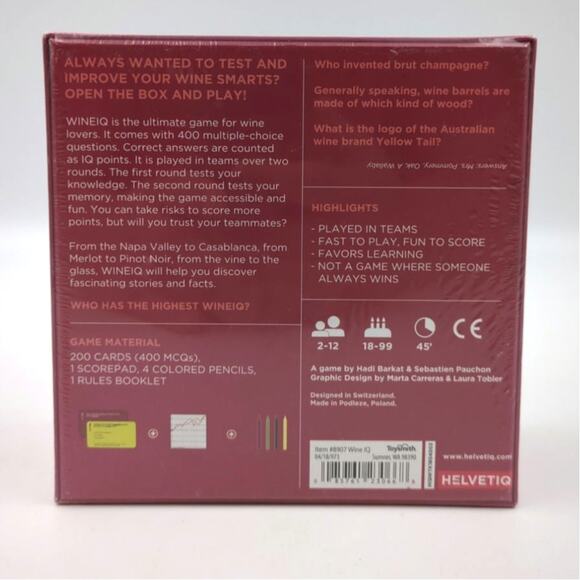 ALWAYS WANTED TO TEST AND
IMPROVE YOUR WINE SMARTS?
OPEN THE BOX AND PLAY!
WINEIQ is the ultimate game for wine
lovers. It comes with 400 multiple-choice
questions. Correct answers are counted
as IQ points. It is played in teams over two
rounds. The first round tests your
knowledge. The second round tests your
memory, making the game accessible and
fun. You can take risks to score more
points, but will you trust your teammates?
From the Napa Valley to Casablanca, from
Merlot to Pinot Noir, from the vine to the
glass, WINEIQ will help you discover
fascinating stories and facts.
WHO HAS THE HIGHEST WINEIQ?
GAME MATERIAL
200 CARDS (400 MCQs),
1 SCOREPAD, 4 COLORED PENCILS,
1 RULES BOOKLET
Who invented brut champagne?
Generally speaking, wine barrels are
made of which kind of wood?
What is the logo of the Australian
wine brand Yellow Tail?
Answers: Mrs. Pommery, Oak, A Wallaby
HIGHLIGHTS
- PLAYED IN TEAMS
- FAST TO PLAY, FUN TO SCORE
- FAVORS LEARNING
- NOT A GAME WHERE SOMEONE
ALWAYS WINS
2-12 18-99 45' CE
A game by Hadi Barkat & Sebastien Pauchon
Graphic Design by Marta Carreras & Laura Tobler
Designed in Switzerland.
Made in Podleze, Poland.
Item #8907 Wine IQ Toysmith
04/18/973 Sumner, WA 98390
www.helvetiq.com
HELVETIQ